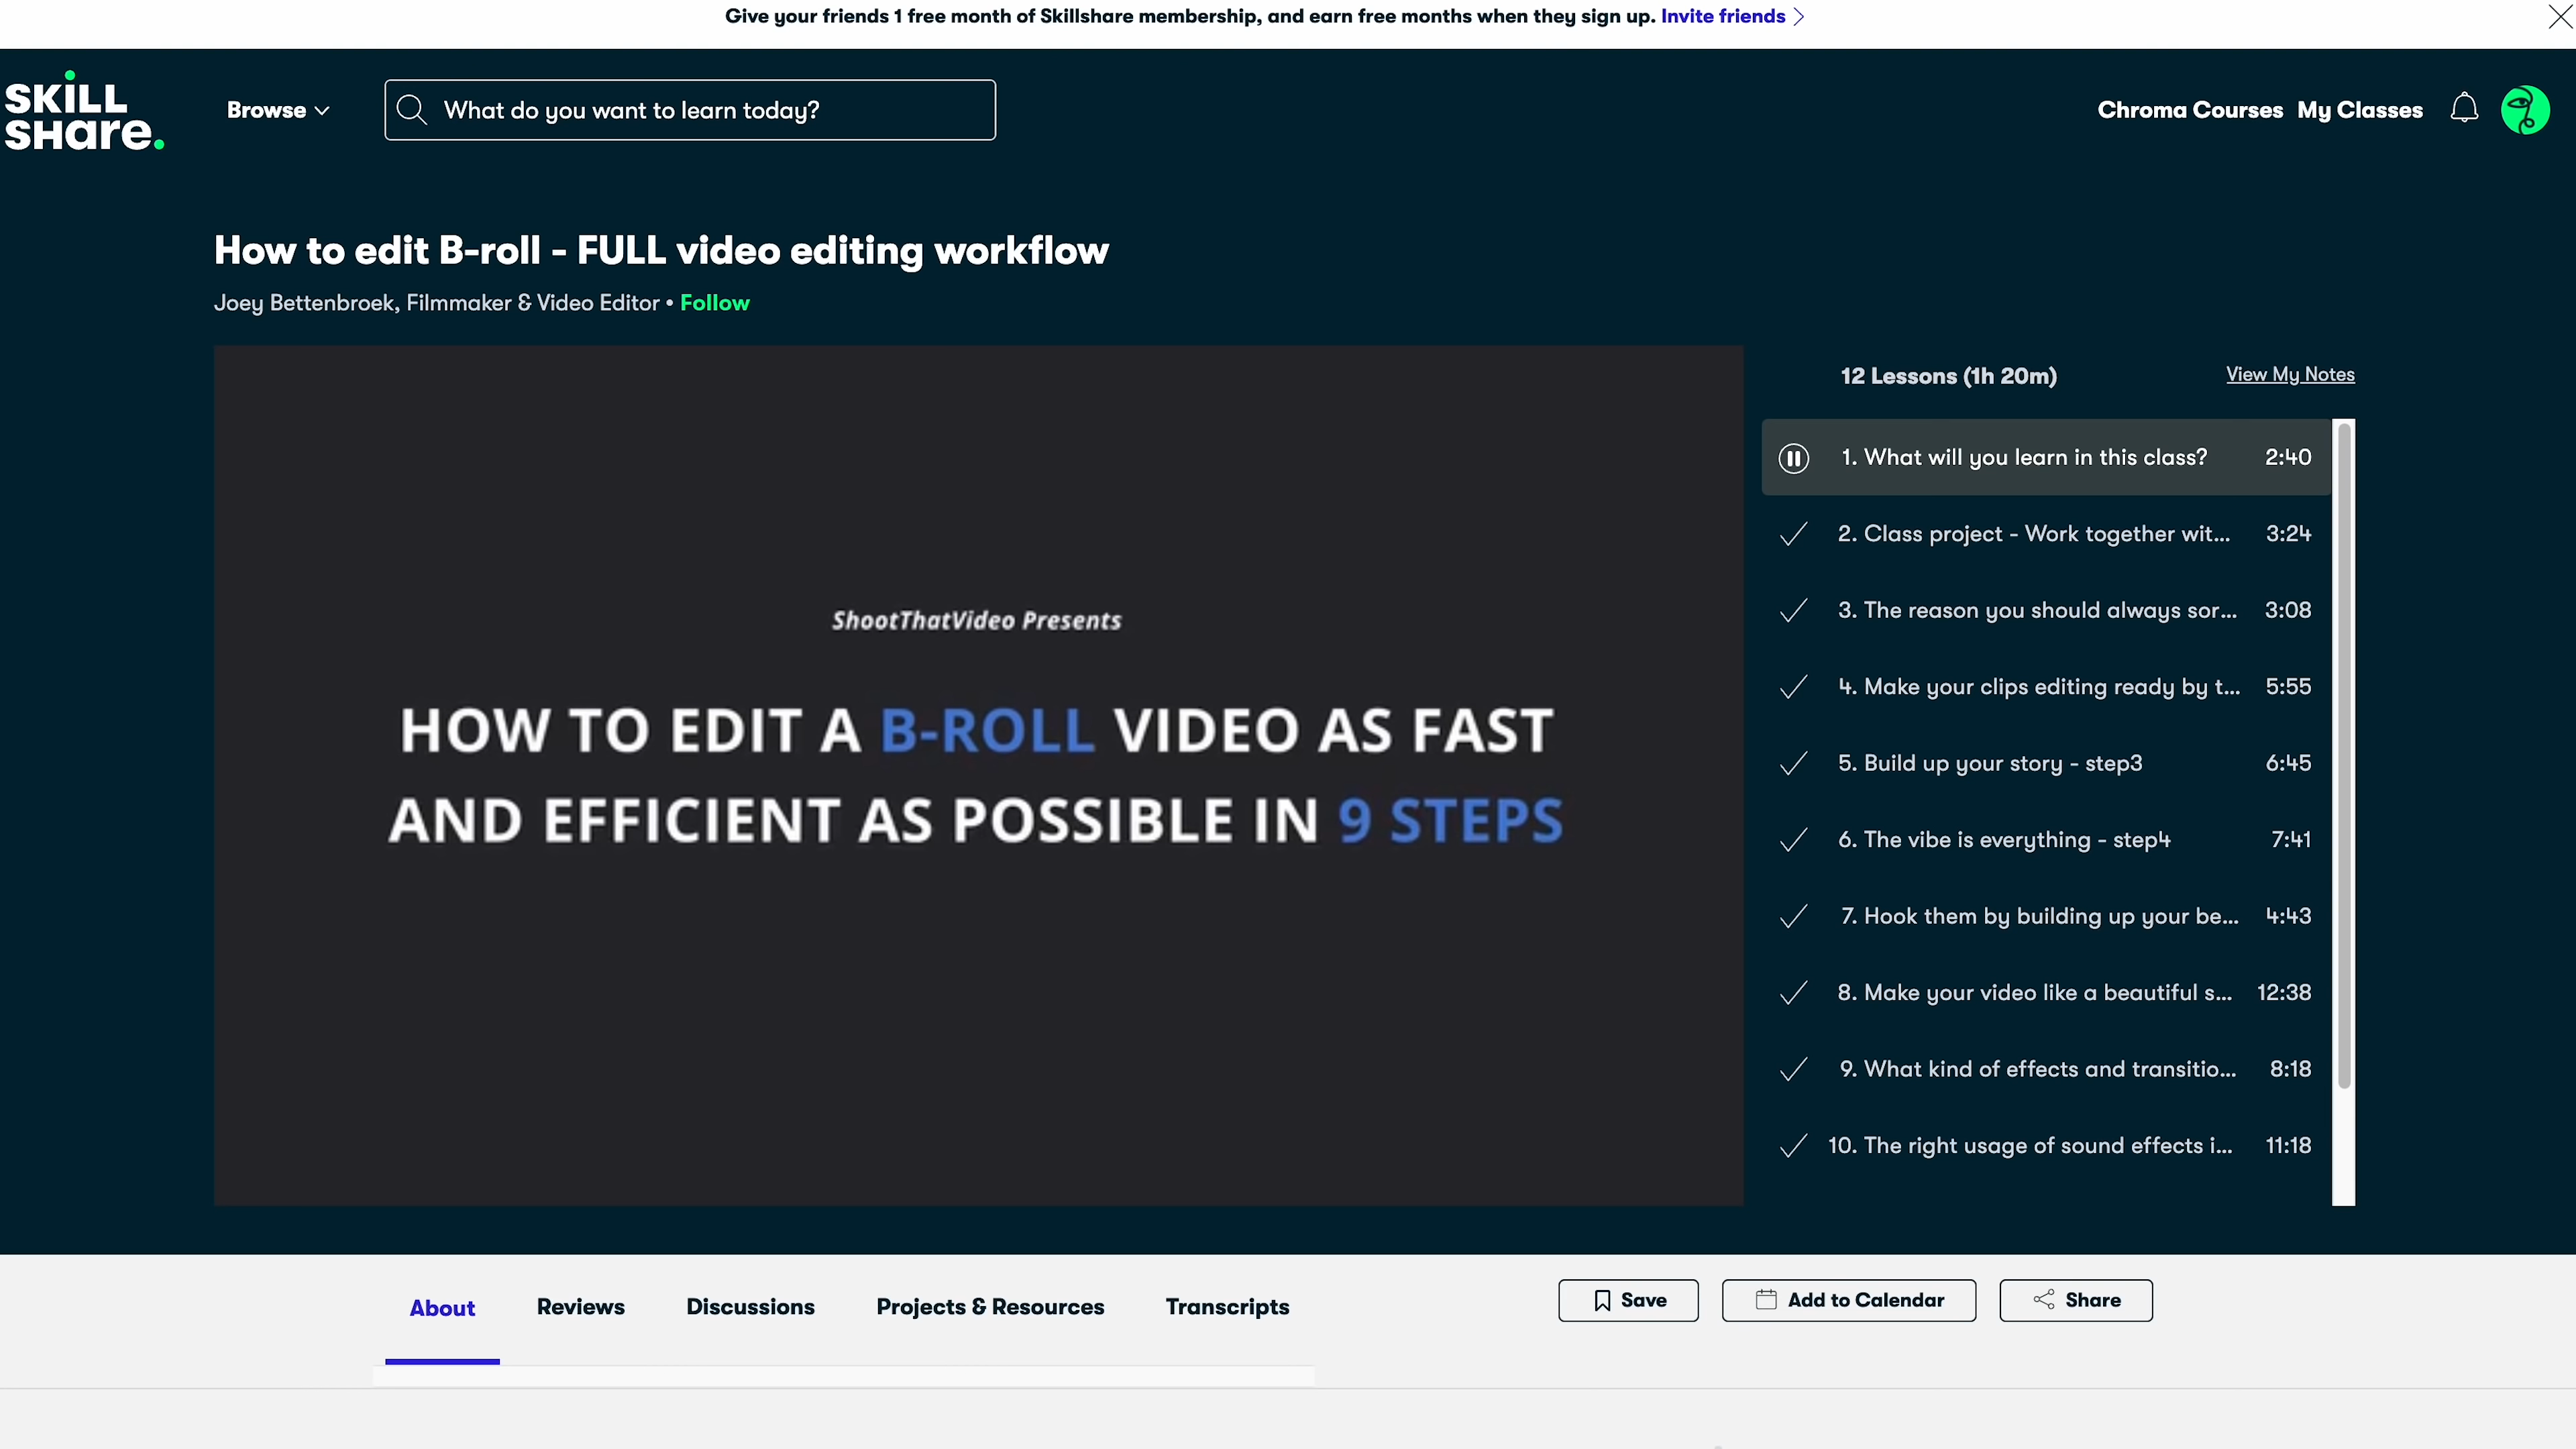 Give your friends 1 free month of Skillshare membership, and earn free months when they sign up. Invite friends
SKILL
SHare.
Browse
What do you want to learn today?
Chroma Courses
My Classes
How to edit B-roll - FULL video editing workflow
Joey Bettenbroek, Filmmaker & Video Editor • Follow
ShootThatVideo Presents
HOW TO EDIT A B-ROLL VIDEO AS FAST
AND EFFICIENT AS POSSIBLE IN 9 STEPS
12 Lessons (1h 20m)
View My Notes
1. What will you learn in this class? 2:40
2. Class project - Work together wit... 3:24
3. The reason you should always sor... 3:08
4. Make your clips editing ready by t... 5:55
5. Build up your story - step3 6:45
6. The vibe is everything - step4 7:41
7. Hook them by building up your be... 4:43
8. Make your video like a beautiful s... 12:38
9. What kind of effects and transitio... 8:18
10. The right usage of sound effects i... 11:18
About
Reviews
Discussions
Projects & Resources
Transcripts
Save
Add to Calendar
Share